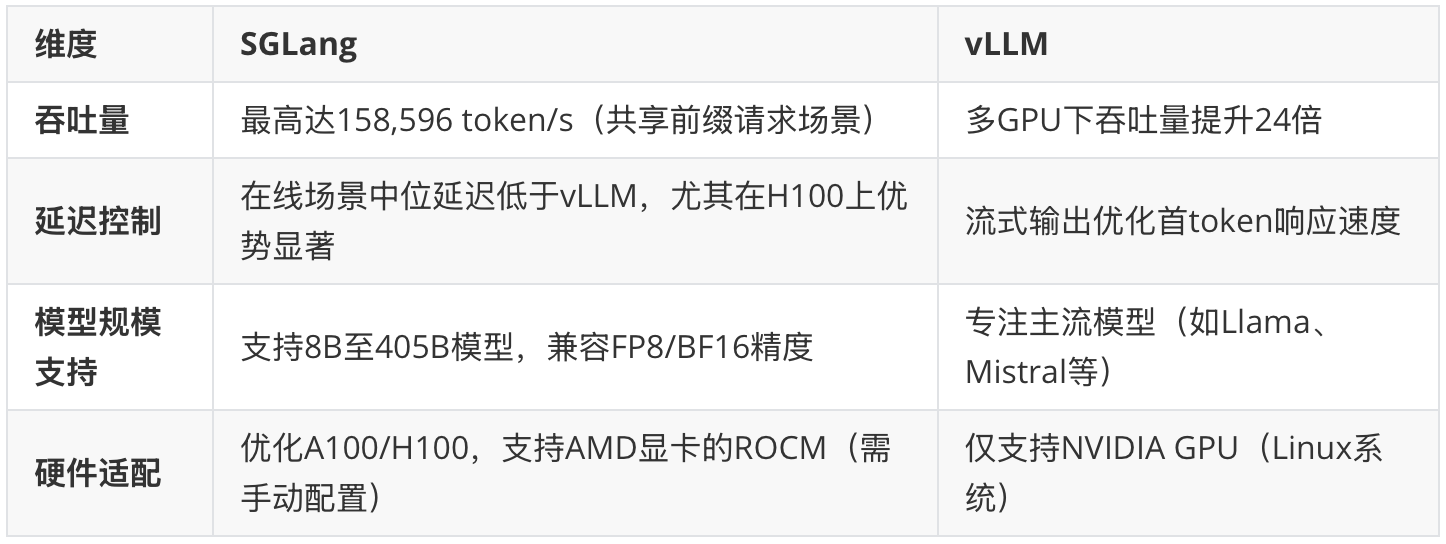 维度 SGLang vLLM
吞吐量 最高达158,596 token/s（共享前缀请求场景） 多GPU下吞吐量提升24倍
延迟控制 在线场景中位延迟低于vLLM，尤其在H100上优
势显著
流式输出优化首token响应速度
模型规模
支持
支持8B至405B模型，兼容FP8/BF16精度
专注主流模型（如Llama、
Mistral等）
硬件适配
优化A100/H100，支持AMD显卡的ROCM（需
手动配置）
仅支持NVIDIA GPU（Linux系
统）